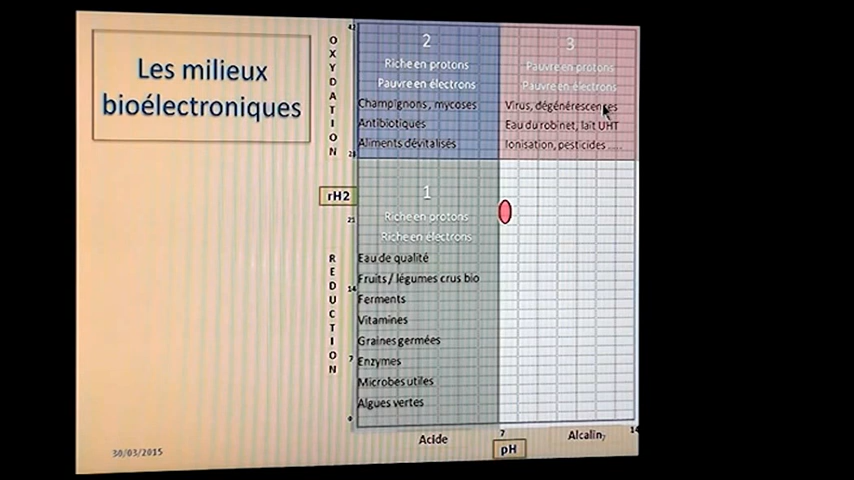 Les milieux
bioélectroniques
OXYDATION
42
2
Riche en protons
Pauvre en électrons
Champignons, mycoses
Antibiotiques
Aliments dévitalisés
3
Pauvre en protons
Pauvre en électrons
Virus, dégénérescences
Eau du robinet, lait UHT
Ionisation, pesticides .....
28
rH2
21
1
Riche en protons
Riche en électrons
REDUCTION
Eau de qualité
Fruits / légumes crus bio
14
Ferments
Vitamines
Graines germées
7
Enzymes
Microbes utiles
Algues vertes
0
Acide
7
pH
Alcalin
14
30/03/2015